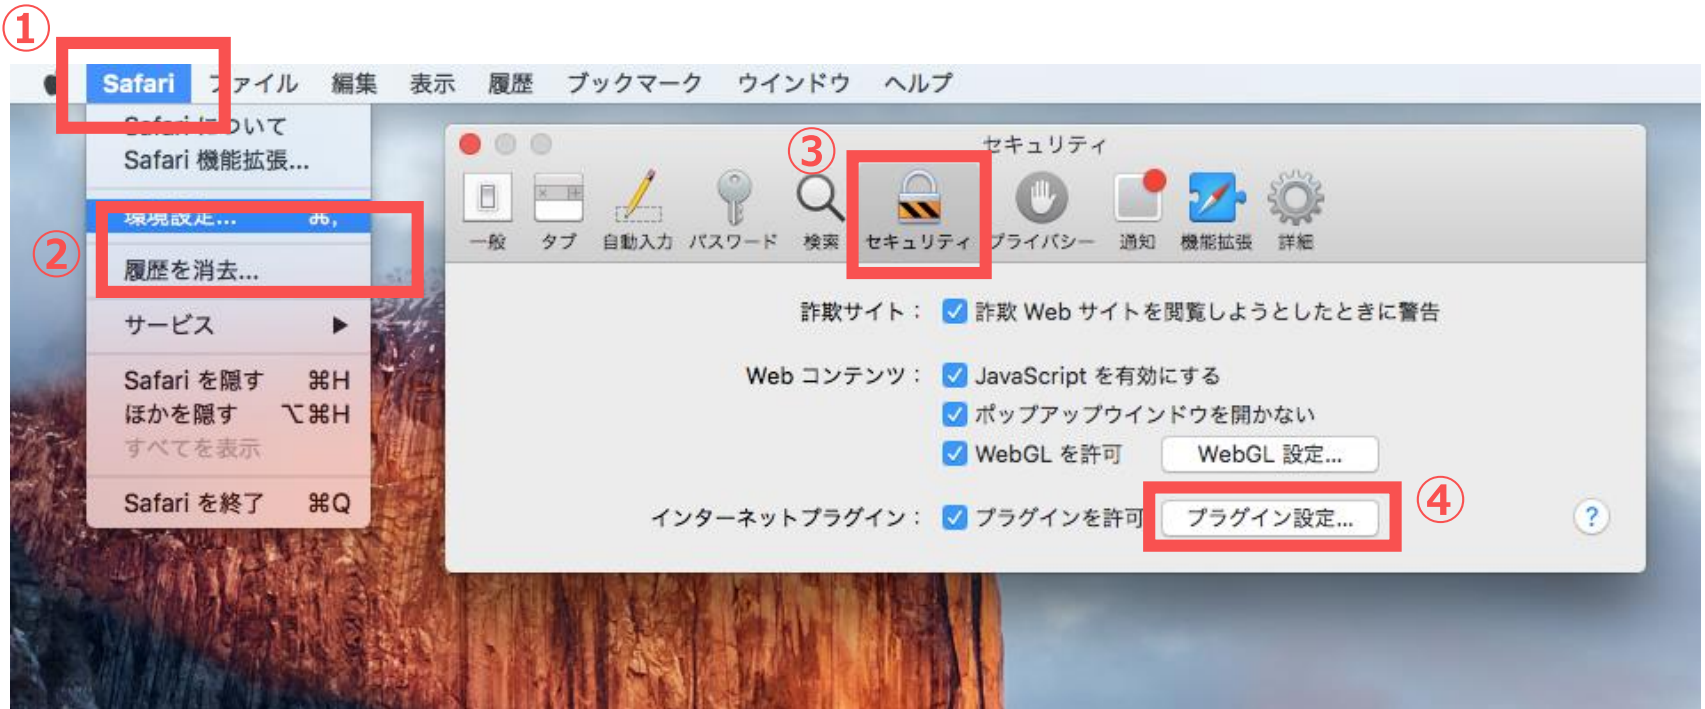 ①
Safari ファイル 編集 表示 履歴 ブックマーク ウインドウ ヘルプ
Safari について
Safari 機能拡張...
環境設定... ⌘,
②
履歴を消去...
サービス ▶
Safari を隠す ⌘H
ほかを隠す ⌥⌘H
すべてを表示
Safari を終了 ⌘Q
セキュリティ
③
一般 タブ 自動入力 パスワード 検索 セキュリティ プライバシー 通知 機能拡張 詳細
詐欺サイト： 詐欺 Web サイトを閲覧しようとしたときに警告
Web コンテンツ： JavaScript を有効にする
ポップアップウインドウを開かない
WebGL を許可 WebGL 設定...
インターネットプラグイン： プラグインを許可 プラグイン設定... ④ ?